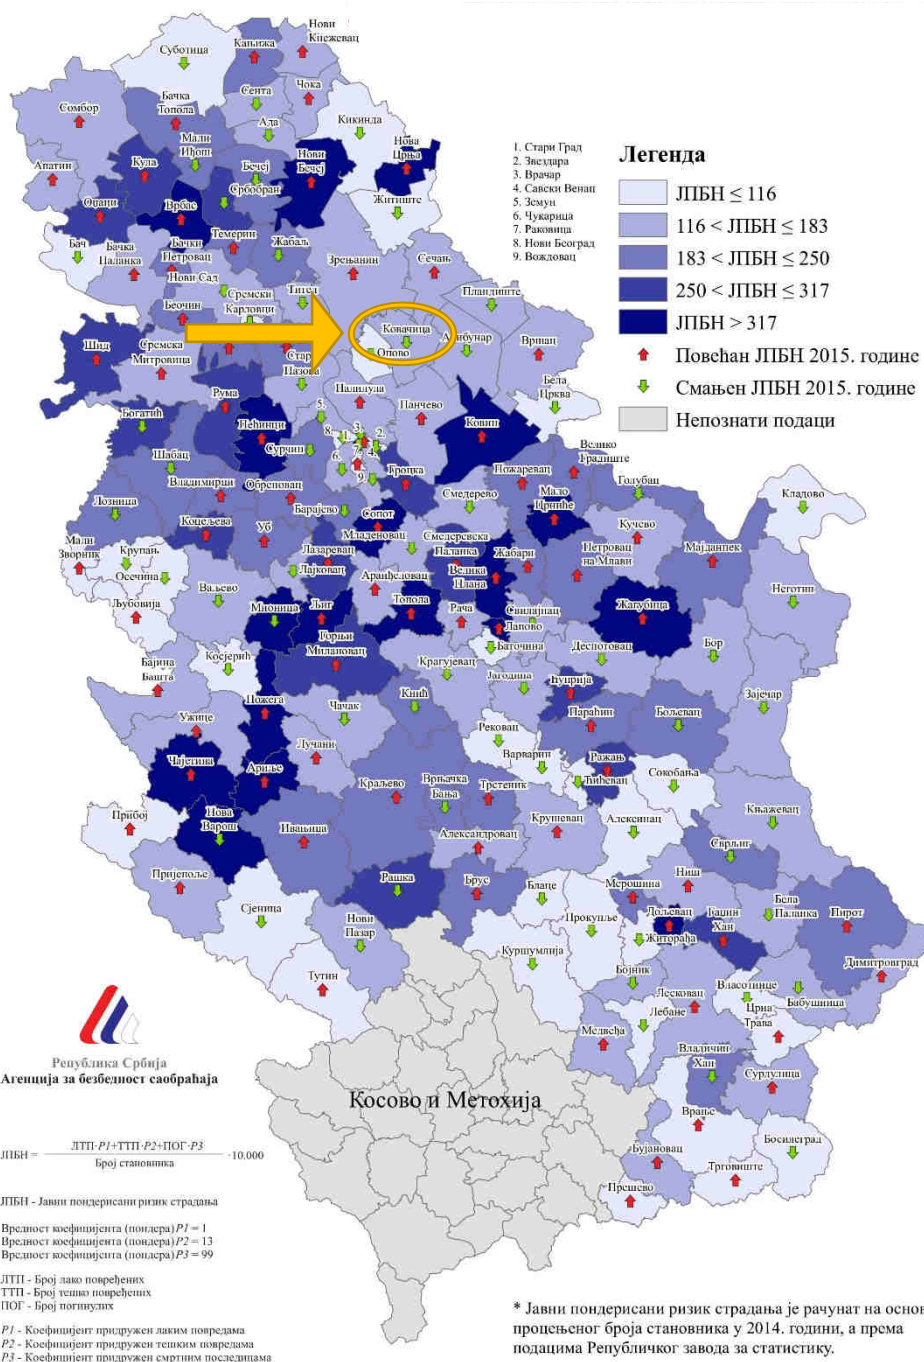 Нови
Кнежевац
Суботица
Кањижа
Чока
Сента
Сомбор
Бачка
Топола
Ада
Кикинда
Мали
Иђош
Нова
Црња
Апатин
Кула
Бечеј
Нови
Бечеј
Србобран
Оџаци
Врбас
Житиште
Темерин
Бач
Бачка
Паланка
Бачки
Петровац
Жабаљ
Зрењанин
Сечањ
Нови Сад
Тител
Пландиште
Беочин
Сремски
Карловци
Ковачица
Алибунар
Вршац
Шид
Сремска
Митровица
Стара
Пазова
Опово
Бела
Црква
Рума
Палилула
Панчево
Богатић
Пећинци
5.
8.
1.
3.
2.
7.
4.
6.
9.
Ковин
Шабац
Сурчин
Гроцка
Велико
Градиште
Пожаревац
Голубац
Владимирци
Обреновац
Лозница
Барајево
Смедерево
Мало
Црниће
Кладово
Коцељева
Уб
Сопот
Младеновац
Кучево
Мали
Зворник
Крупањ
Смедеревска
Паланка
Жабари
Петровац
на Млави
Мајданпек
Лазаревац
Осечина
Лајковац
Аранђеловац
Велика
Плана
Неготин
Ваљево
Љубовија
Мионица
Љиг
Топола
Рача
Свилајнац
Жагубица
Лапово
Горњи
Милановац
Баточина
Деспотовац
Бор
Косјерић
Бајина
Башта
Крагујевац
Јагодина
Ћуприја
Зајечар
Пожега
Чачак
Кнић
Параћин
Бољевац
Ужице
Рековац
Лучани
Варварин
Ражањ
Чајетина
Ариље
Ћићевац
Сокобања
Краљево
Врњачка
Бања
Трстеник
Књажевац
Прибој
Нова
Варош
Ивањица
Александровац
Крушевац
Алексинац
Сврљиг
Пријепоље
Рашка
Брус
Блаце
Мерошина
Ниш
Бела
Паланка
Пирот
Сјеница
Нови
Пазар
Прокупље
Дољевац
Гаџин
Хан
Житорађа
Куршумлија
Димитровград
Тутин
Бојник
Лесковац
Власотинце
Бабушница
Лебане
Црна
Трава
Медвеђа
Владичин
Хан
Сурдулица
Врање
Босилеград
Бујановац
Трговиште
Прешево
Косово и Метохија
1. Стари Град
2. Звездара
3. Врачар
4. Савски Венац
5. Земун
6. Чукарица
7. Раковица
8. Нови Београд
9. Вождовац
Легенда
ЈПБН ≤ 116
116 < ЈПБН ≤ 183
183 < ЈПБН ≤ 250
250 < ЈПБН ≤ 317
ЈПБН > 317
Повећан ЈПБН 2015. године
Смањен ЈПБН 2015. године
Непознати подаци
Република Србија
Агенција за безбедност саобраћаја
ЈПБН = ЛТП·P1+ТТП·P2+ПОГ·P3 ·10.000
Број становника
ЈПБН - Јавни пондерисани ризик страдања
Вредност коефицијента (пондера) P1 = 1
Вредност коефицијента (пондера) P2 = 13
Вредност коефицијента (пондера) P3 = 99
ЛТП - Број лако повређених
ТТП - Број тешко повређених
ПОГ - Број погинулих
P1 - Коефицијент придружен лаким повредама
P2 - Коефицијент придружен тешким повредама
P3 - Коефицијент придружен смртним последицама
* Јавни пондерисани ризик страдања је рачунат на основ
процењеног броја становника у 2014. години, а према
подацима Републичког завода за статистику.